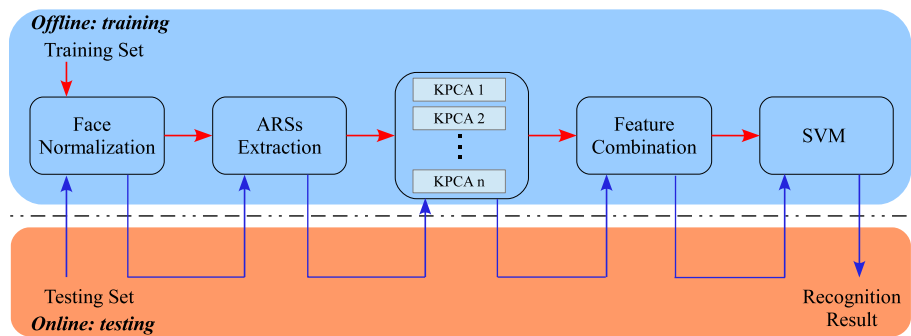 Offline: training
Training Set
Face
Normalization
ARSs
Extraction
KPCA 1
KPCA 2
KPCA n
Feature
Combination
SVM
Testing Set
Online: testing
Recognition
Result